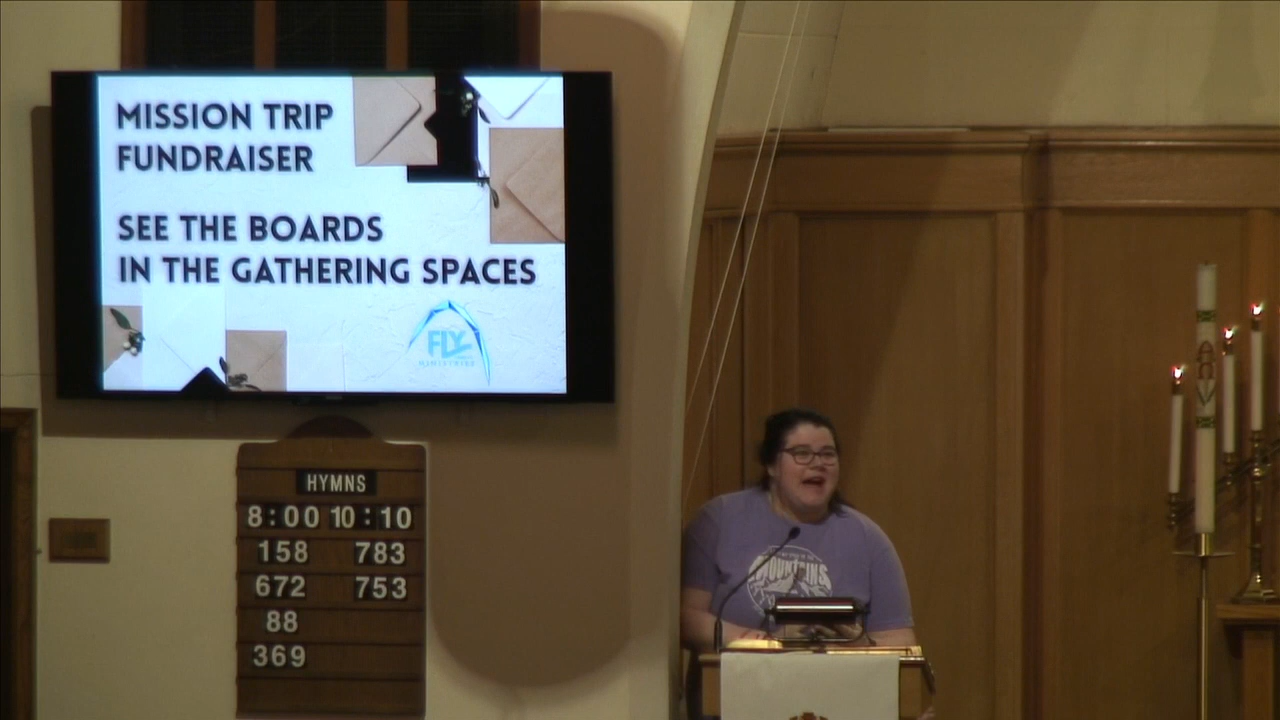 MISSION TRIP
FUNDRAISER
SEE THE BOARDS
IN THE GATHERING SPACES
FLY
MINISTRIES
HYMNS
8:00 10:10
158 783
672 753
88
369
MOUNTAINS